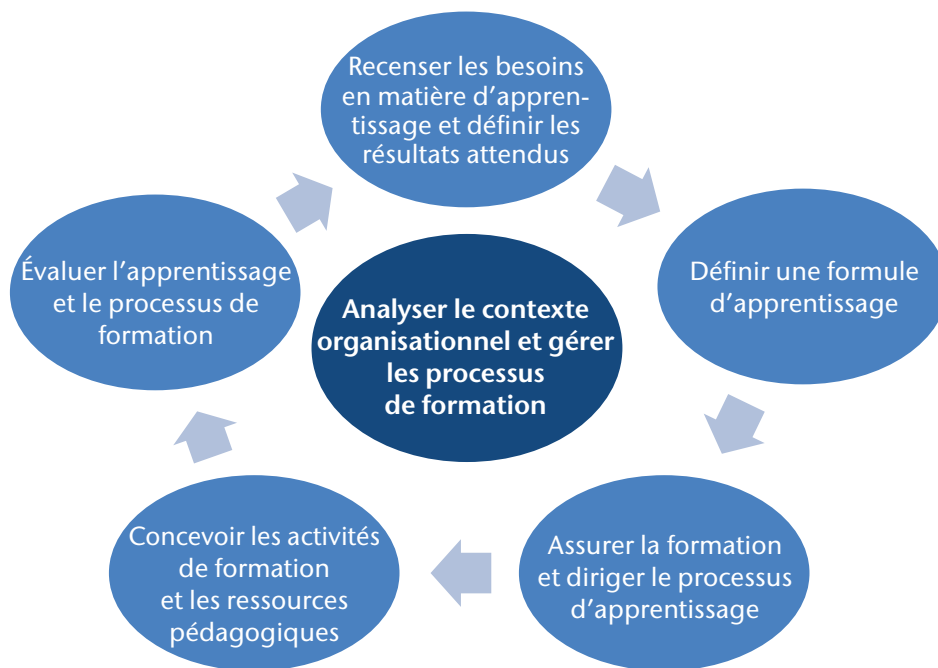 Recenser les besoins
en matière d’appren-
tissage et définir les
résultats attendus
Définir une formule
d’apprentissage
Assurer la formation
et diriger le processus
d’apprentissage
Concevoir les activités
de formation
et les ressources
pédagogiques
Évaluer l’apprentissage
et le processus de
formation
Analyser le contexte
organisationnel et gérer
les processus
de formation